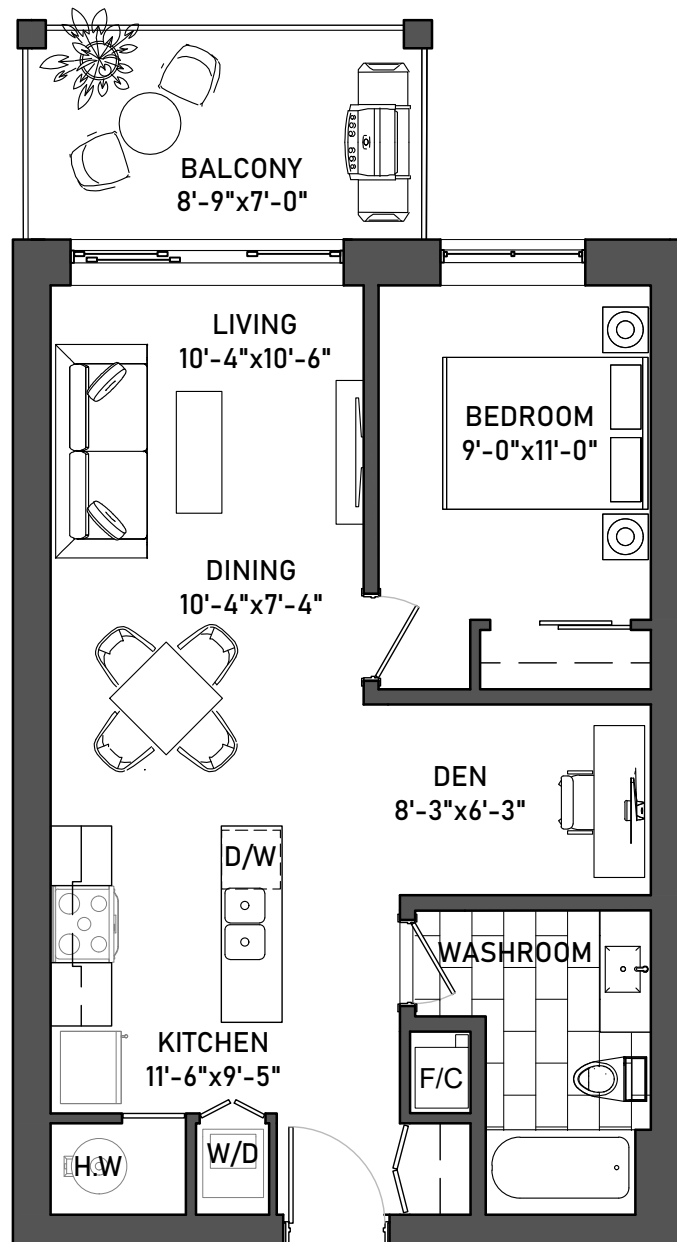 BALCONY
8'-9"x7'-0"
LIVING
10'-4"x10'-6"
BEDROOM
9'-0"x11'-0"
DINING
10'-4"x7'-4"
DEN
8'-3"x6'-3"
D/W
WASHROOM
KITCHEN
11'-6"x9'-5"
F/C
H.W
W/D